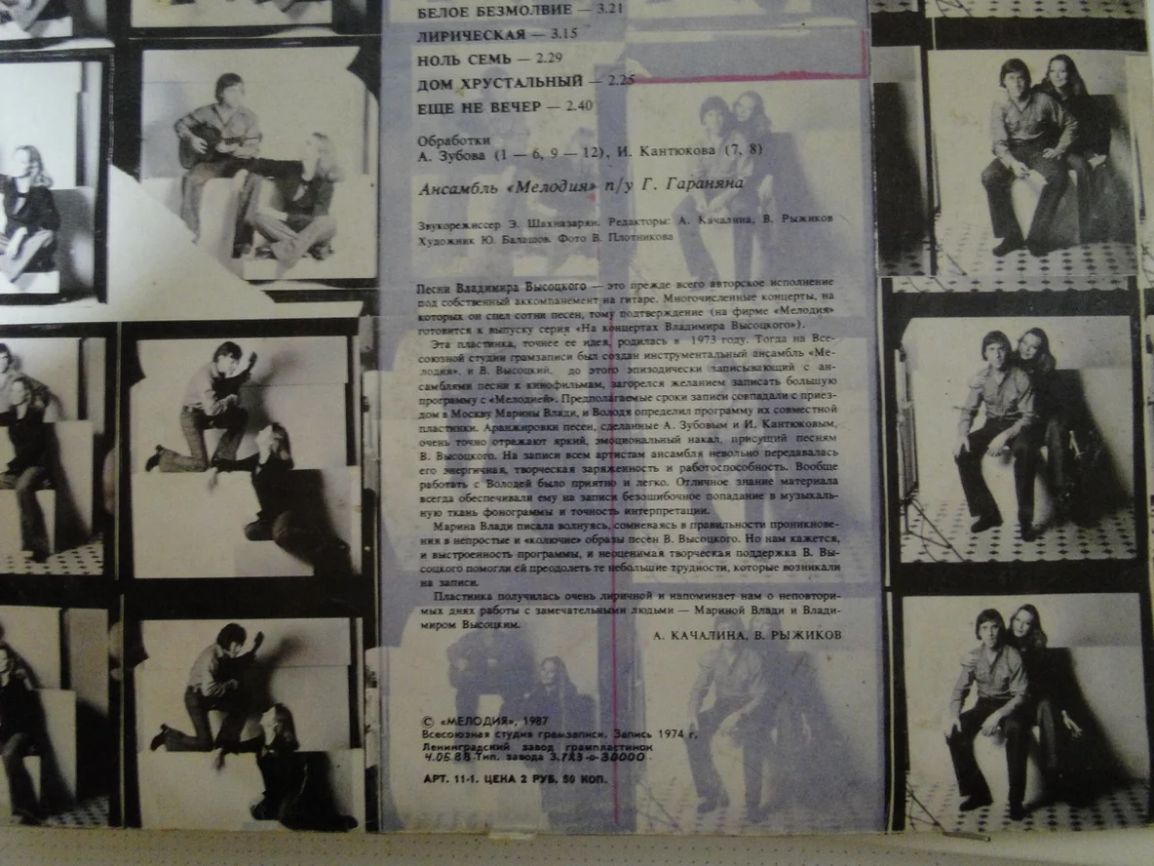 БЕЛОЕ БЕЗМОЛВИЕ — 3.21
ЛИРИЧЕСКАЯ — 3.15
НОЛЬ СЕМЬ — 2.29
ДОМ ХРУСТАЛЬНЫЙ — 2.25
ЕЩЕ НЕ ВЕЧЕР — 2.40
Обработки
А. Зубова (1 — 6, 9 — 12), И. Кантюкова (7, 8)
Ансамбль «Мелодия» п/у Г. Гараняна
Звукорежиссер Э. Шахназарян. Редакторы: А. Качалина, В. Рыжиков
Художник Ю. Балашов. Фото В. Плотникова
Песни Владимира Высоцкого — это прежде всего авторское исполнение
под собственный аккомпанемент на гитаре. Многочисленные концерты, на
которых он спел сотни песен, тому подтверждение (на фирме «Мелодия»
готовится к выпуску серия «На концертах Владимира Высоцкого»).
Эта пластинка, точнее ее идея, родилась в 1973 году. Тогда на Все-
союзной студии грамзаписи был создан инструментальный ансамбль «Ме-
лодия», и В. Высоцкий, до этого эпизодически записывающий с ан-
самблями песни к кинофильмам, загорелся желанием записать большую
программу с «Мелодией». Предполагаемые сроки записи совпадали с приез-
дом в Москву Марины Влади, и Володя определил программу их совместной
пластинки. Аранжировки песен, сделанные А. Зубовым и И. Кантюковым,
очень точно отражают яркий, эмоциональный накал, присущий песням
В. Высоцкого. На записи всем артистам ансамбля невольно передавалась
его энергичная, творческая заряженность и работоспособность. Вообще
работать с Володей было приятно и легко. Отличное знание материала
всегда обеспечивали ему на записи безошибочное попадание в музыкаль-
ную ткань фонограммы и точность интерпретации.
Марина Влади писала волнуясь, сомневаясь в правильности проникнове-
ния в непростые и «колючие» образы песен В. Высоцкого. Но нам кажется,
и выстроенность программы, и неоценимая творческая поддержка В. Вы-
соцкого помогли ей преодолеть те небольшие трудности, которые возникали
на записи.
Пластинка получилась очень лиричной и напоминает нам о неповтори-
мых днях работы с замечательными людьми — Мариной Влади и Влади-
миром Высоцким.
А. КАЧАЛИНА, В. РЫЖИКОВ
© «МЕЛОДИЯ», 1987
Всесоюзная студия грамзаписи. Запись 1974 г.
Ленинградский завод грампластинок
4.05.88 Тип. завода З.783-о-30000
АРТ. 11-1. ЦЕНА 2 РУБ. 50 КОП.